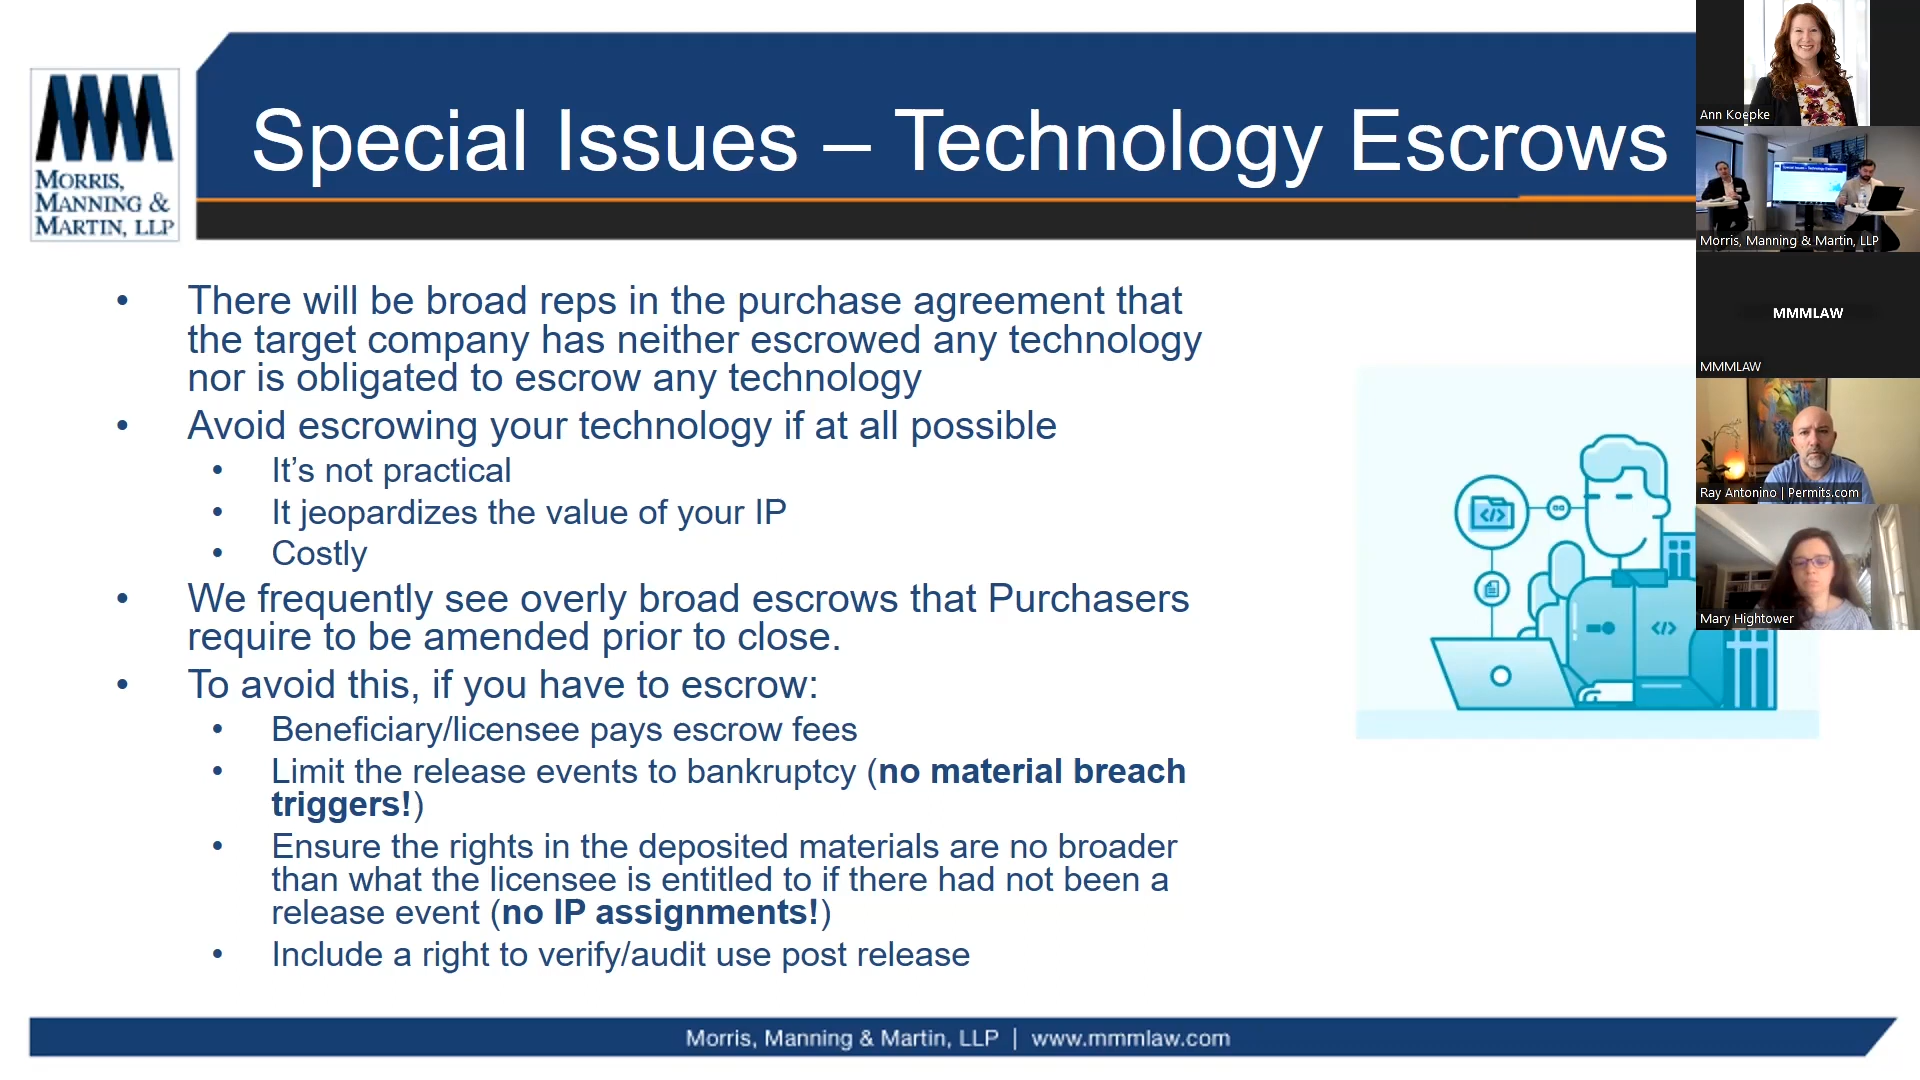 Special Issues – Technology Escrows
MORRIS,
MANNING &
MARTIN, LLP
• There will be broad reps in the purchase agreement that
the target company has neither escrowed any technology
nor is obligated to escrow any technology
• Avoid escrowing your technology if at all possible
• It’s not practical
• It jeopardizes the value of your IP
• Costly
• We frequently see overly broad escrows that Purchasers
require to be amended prior to close.
• To avoid this, if you have to escrow:
• Beneficiary/licensee pays escrow fees
• Limit the release events to bankruptcy (no material breach
triggers!)
• Ensure the rights in the deposited materials are no broader
than what the licensee is entitled to if there had not been a
release event (no IP assignments!)
• Include a right to verify/audit use post release
</>
</>
Morris, Manning & Martin, LLP | www.mmmlaw.com
Ann Koepke
Special Issues – Technology Escrows
Morris, Manning & Martin, LLP
MMMLAW
MMMLAW
Ray Antonino | Permits.com
Mary Hightower